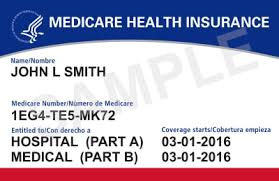 MEDICARE HEALTH INSURANCE
SAMPLE
Name/Nombre
JOHN L SMITH
Medicare Number/Número de Medicare
1EG4-TE5-MK72
Entitled to/Con derecho a Coverage starts/Cobertura empieza
HOSPITAL (PART A) 03-01-2016
MEDICAL (PART B) 03-01-2016